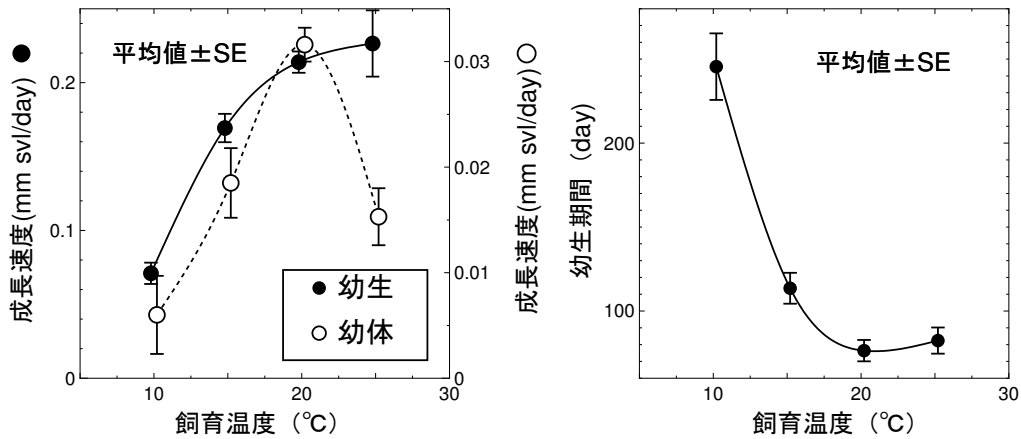 平均値±SE
● 成長速度(mm svl/day)
0.2
0.1
0
0.03
0.02
0.01
0
○ 成長速度(mm svl/day)
● 幼生
○ 幼体
10
20
30
飼育温度（℃）
平均値±SE
幼生期間（day)
200
100
10
20
30
飼育温度（℃）